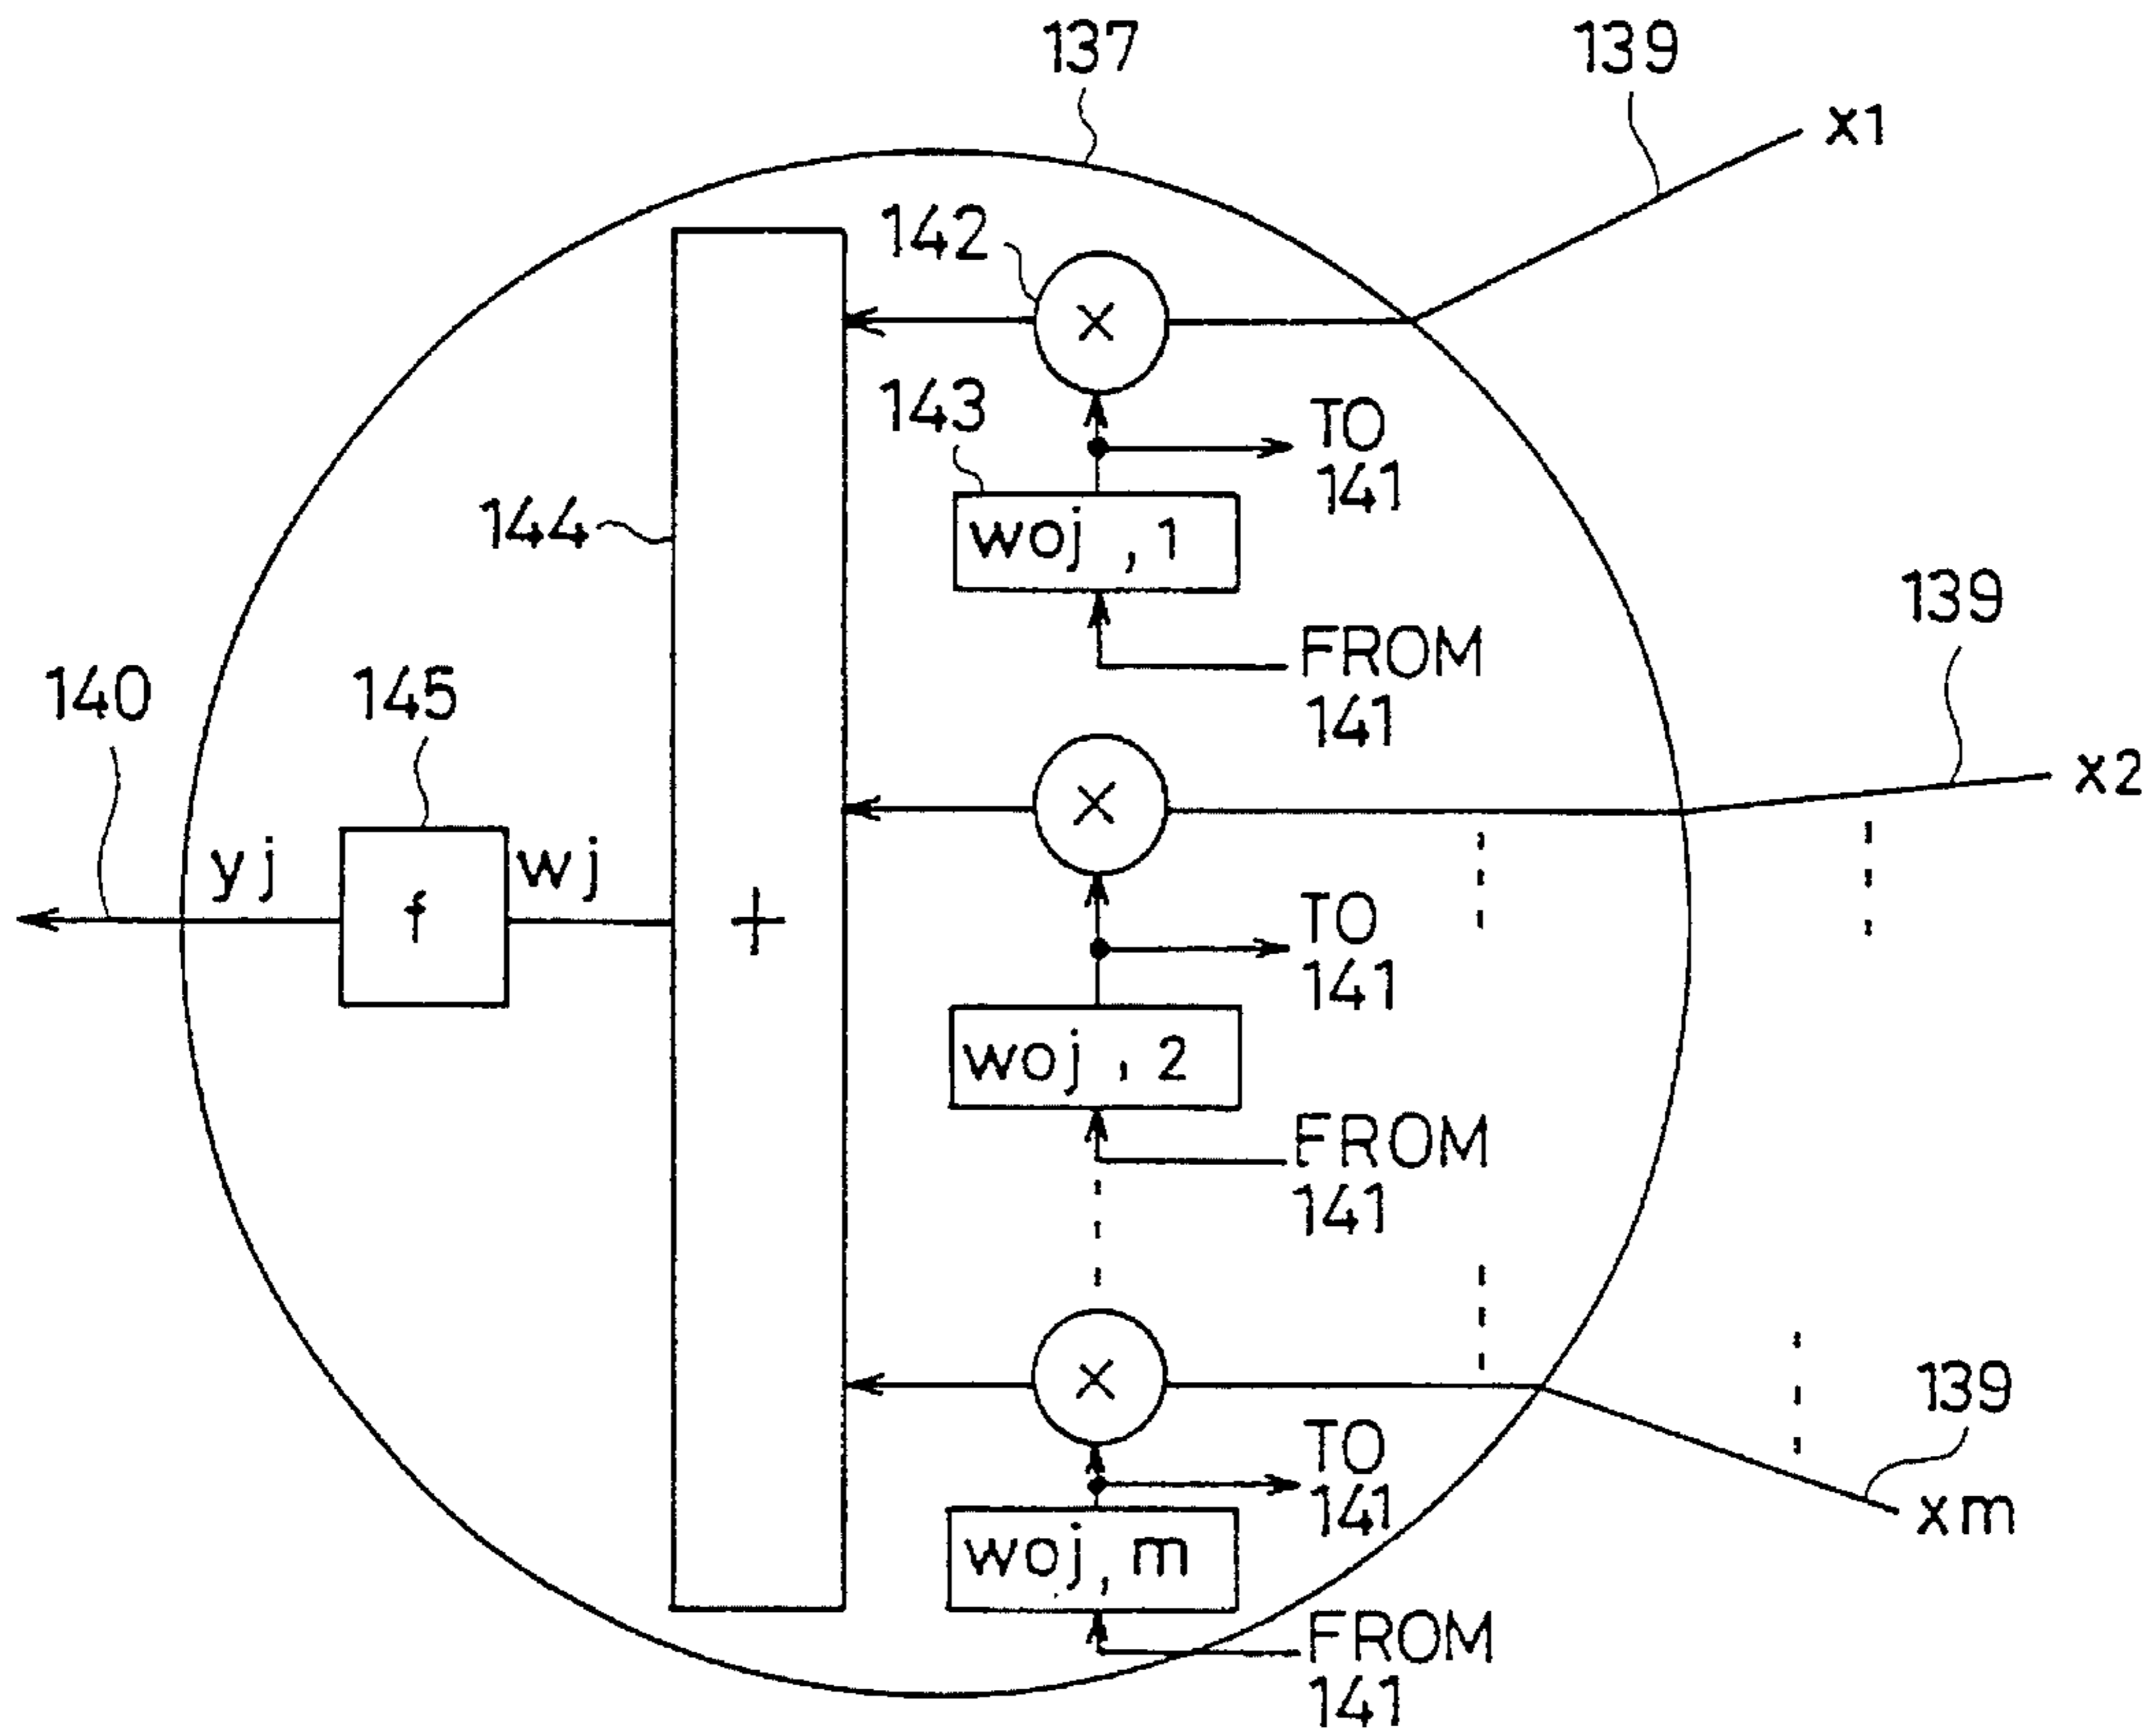 137
139
x1
142
×
143
TO
141
woj ,1
144
FROM
141
139
140
145
x2
×
yj
f
wj
+
TO
141
woj ,2
FROM
141
×
139
TO
141
xm
woj, m
FROM
141